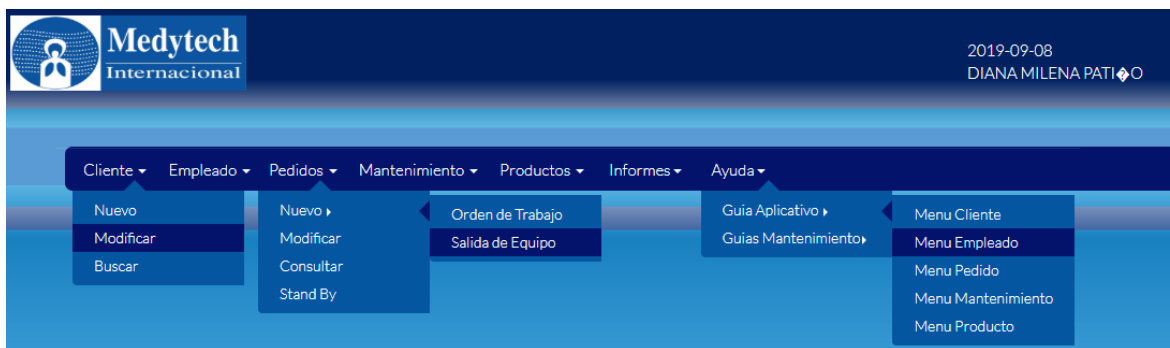 Medytech
Internacional
2019-09-08
DIANA MILENA PATI�O
Cliente Empleado Pedidos Mantenimiento Productos Informes Ayuda
Nuevo
Modificar
Buscar
Nuevo
Modificar
Consultar
Stand By
Orden de Trabajo
Salida de Equipo
Guia Aplicativo
Guias Mantenimiento
Menu Cliente
Menu Empleado
Menu Pedido
Menu Mantenimiento
Menu Producto